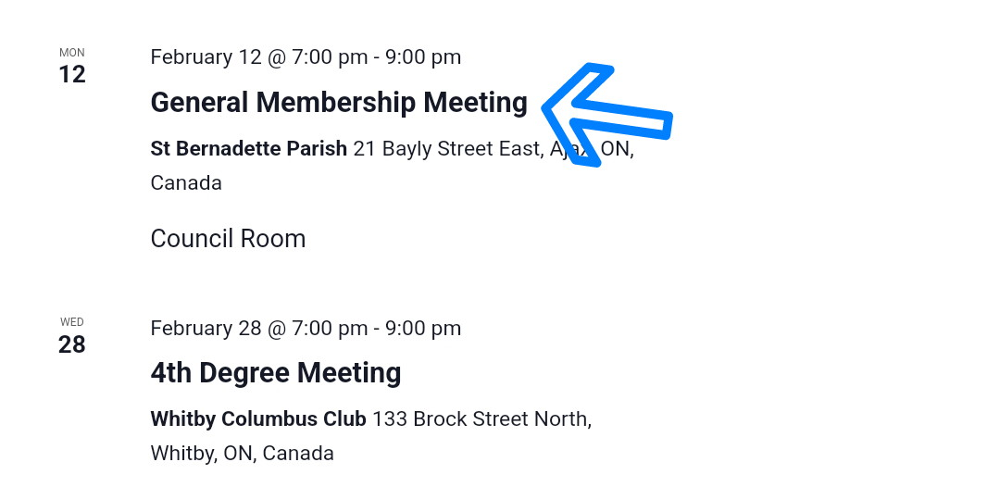 MON
12
February 12 @ 7:00 pm - 9:00 pm
General Membership Meeting
St Bernadette Parish 21 Bayly Street East, Ajax, ON,
Canada
Council Room
WED
28
February 28 @ 7:00 pm - 9:00 pm
4th Degree Meeting
Whitby Columbus Club 133 Brock Street North,
Whitby, ON, Canada